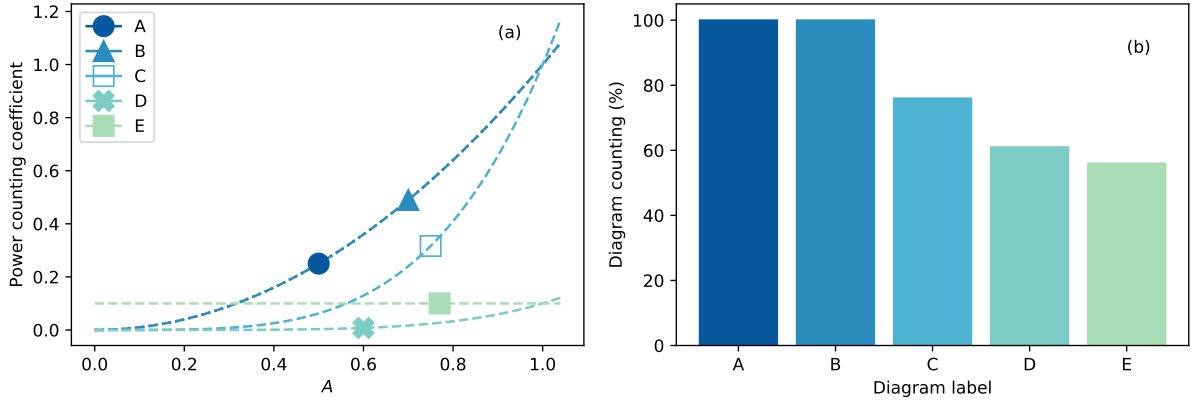 1.2
1.0
0.8
0.6
0.4
0.2
0.0
Power counting coefficient
A
B
C
D
E
(a)
0.0 0.2 0.4 0.6 0.8 1.0
A
100
80
60
40
20
0
Diagram counting (%)
(b)
A B C D E
Diagram label